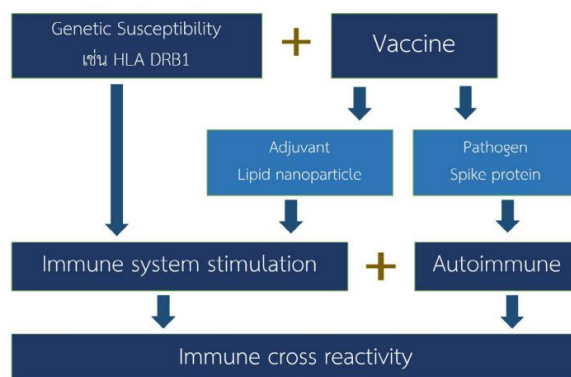 Genetic Susceptibility
เช่น HLA DRB1
+
Vaccine
Adjuvant
Lipid nanoparticle
Pathogen
Spike protein
Immune system stimulation
+
Autoimmune
Immune cross reactivity